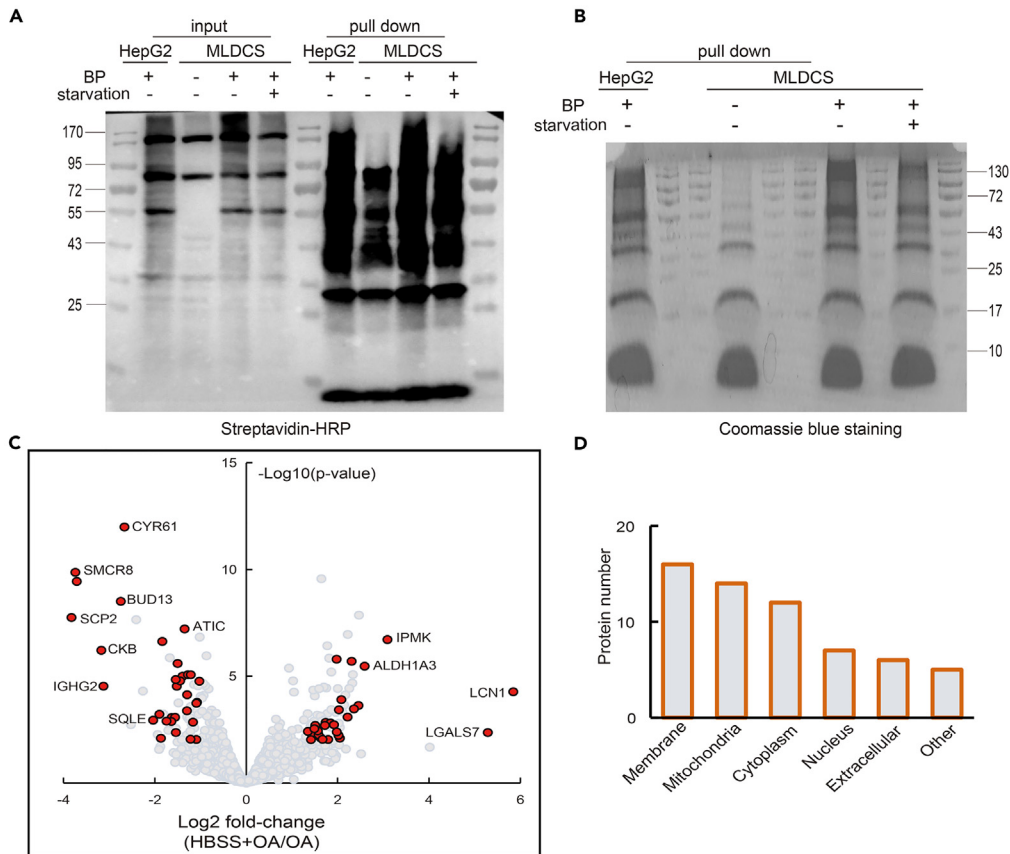 A
input pull down
HepG2 MLDCS HepG2 MLDCS
BP + - + + + - + +
starvation - - - + - - - +
170
95
72
55
43
25
Streptavidin-HRP
B
pull down
HepG2 MLDCS
BP + - + +
starvation - - - +
130
72
43
25
17
10
Coomassie blue staining
C
15
10
5
-Log10(p-value)
CYR61
SMCR8
BUD13
SCP2
ATIC
CKB
IGHG2
SQLE
IPMK
ALDH1A3
LCN1
LGALS7
-4 -2 0 2 4 6
Log2 fold-change
(HBSS+OA/OA)
D
20
10
0
Protein number
Membrane
Mitochondria
Cytoplasm
Nucleus
Extracellular
Other